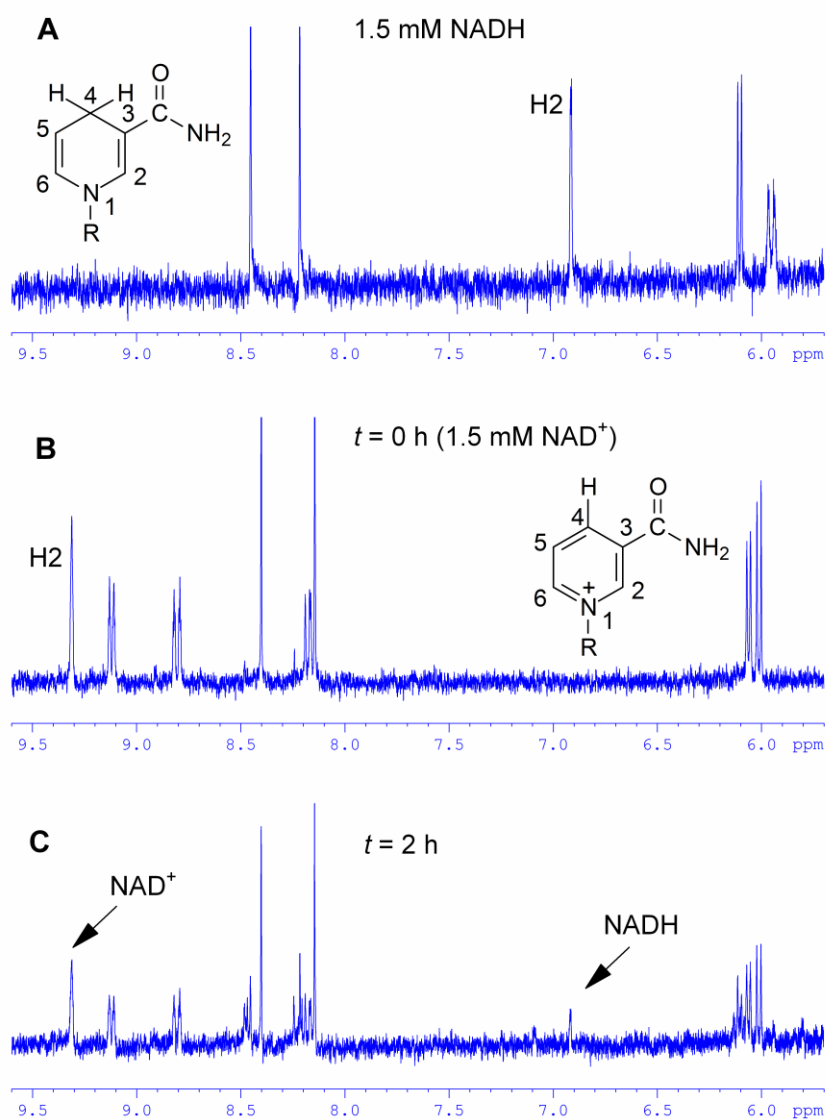 A
1.5 mM NADH
O
H 4 H
3 C
5 NH2
H2
6 2
N 1
R
9.5 9.0 8.5 8.0 7.5 7.0 6.5 6.0 ppm
B
t = 0 h (1.5 mM NAD+)
H O
4
3 C
5 NH2
H2
6 + 2
N 1
R
9.5 9.0 8.5 8.0 7.5 7.0 6.5 6.0 ppm
C
t = 2 h
NAD+
NADH
9.5 9.0 8.5 8.0 7.5 7.0 6.5 6.0 ppm